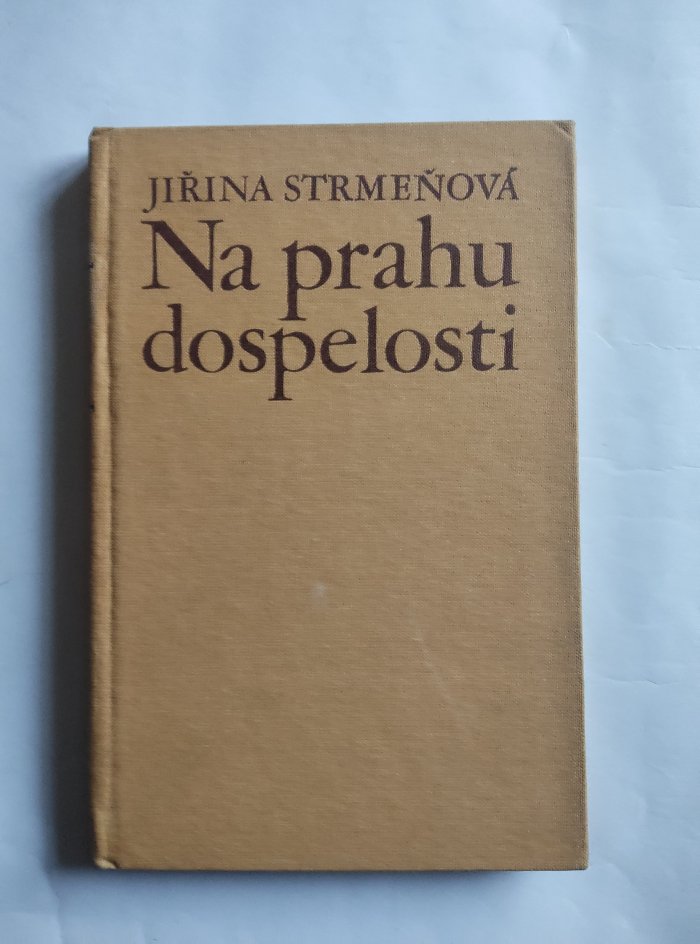 JIŘINA STRMEŇOVÁ
Na prahu
dospelosti